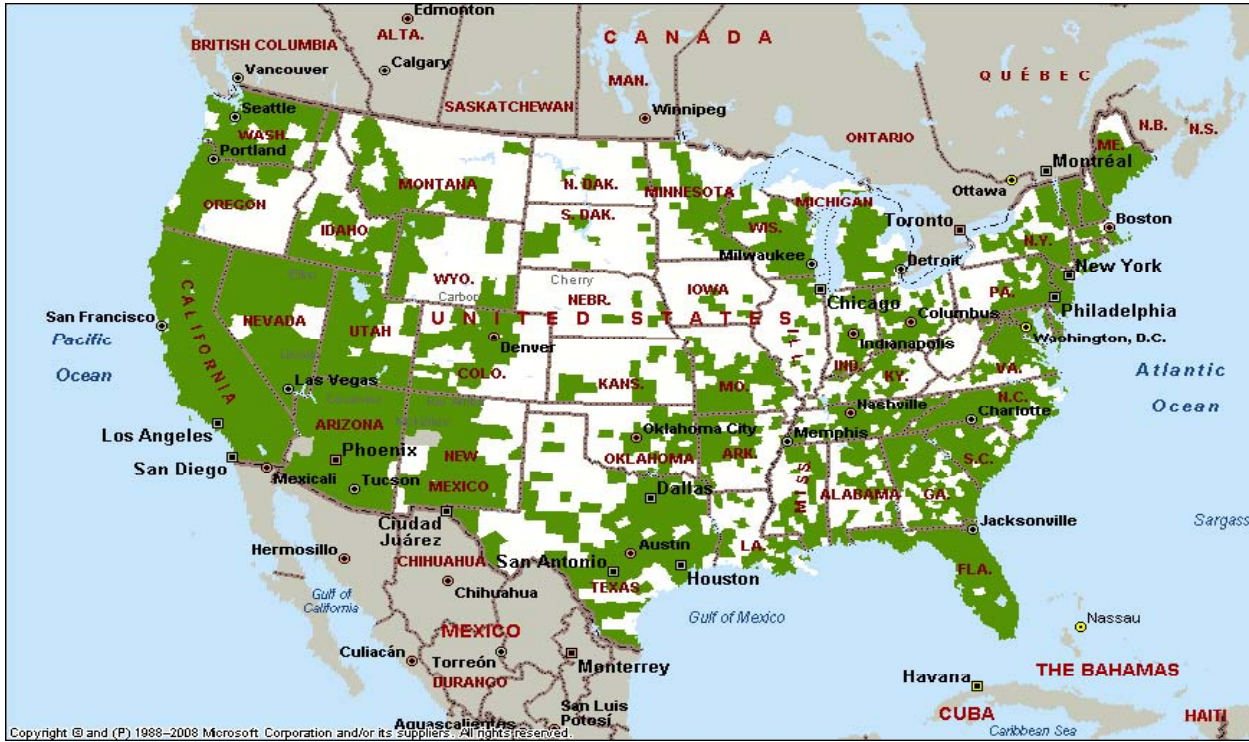 Edmonton
CANADA
BRITISH COLUMBIA
ALTA.
Vancouver
Calgary
MAN.
QUÉBEC
SASKATCHEWAN
Winnipeg
N.B.
N.S.
Seattle
WASH.
ONTARIO
ME.
Portland
Montréal
MONTANA
N. DAK.
MINNESOTA
Ottawa
OREGON
S. DAK.
MICHIGAN
Toronto
Boston
IDAHO
WIS.
N.Y.
Milwaukee
Detroit
New York
WYO.
Cherry
IOWA
PA.
NEBR.
Chicago
Columbus
Philadelphia
CALIFORNIA
San Francisco
NEVADA
UTAH
UNITED STATES
ILL.
Indianapolis
Washington, D.C.
Pacific
Ocean
Denver
COLO.
KANS.
MO.
IND.
KY.
VA.
Atlantic
Ocean
Las Vegas
N.C.
Nashville
Charlotte
Los Angeles
ARIZONA
Oklahoma City
Memphis
San Diego
Phoenix
NEW
MEXICO
OKLAHOMA
ARK.
S.C.
Mexicali
Tucson
Dallas
MISS
ALABAMA
GA.
Ciudad
Juárez
Jacksonville
Sargass
Hermosillo
CHIHUAHUA
Austin
LA.
San Antonio
Houston
FLA.
Chihuahua
TEXAS
Gulf of
California
Gulf of Mexico
Nassau
MEXICO
Culiacán
Torreón
Monterrey
DURANGO
Havana
THE BAHAMAS
San Luis
Potosí
CUBA
HAITI
Aguascalientes
Caribbean Sea
Copyright © and (P) 1988–2008 Microsoft Corporation and/or its suppliers. All rights reserved.